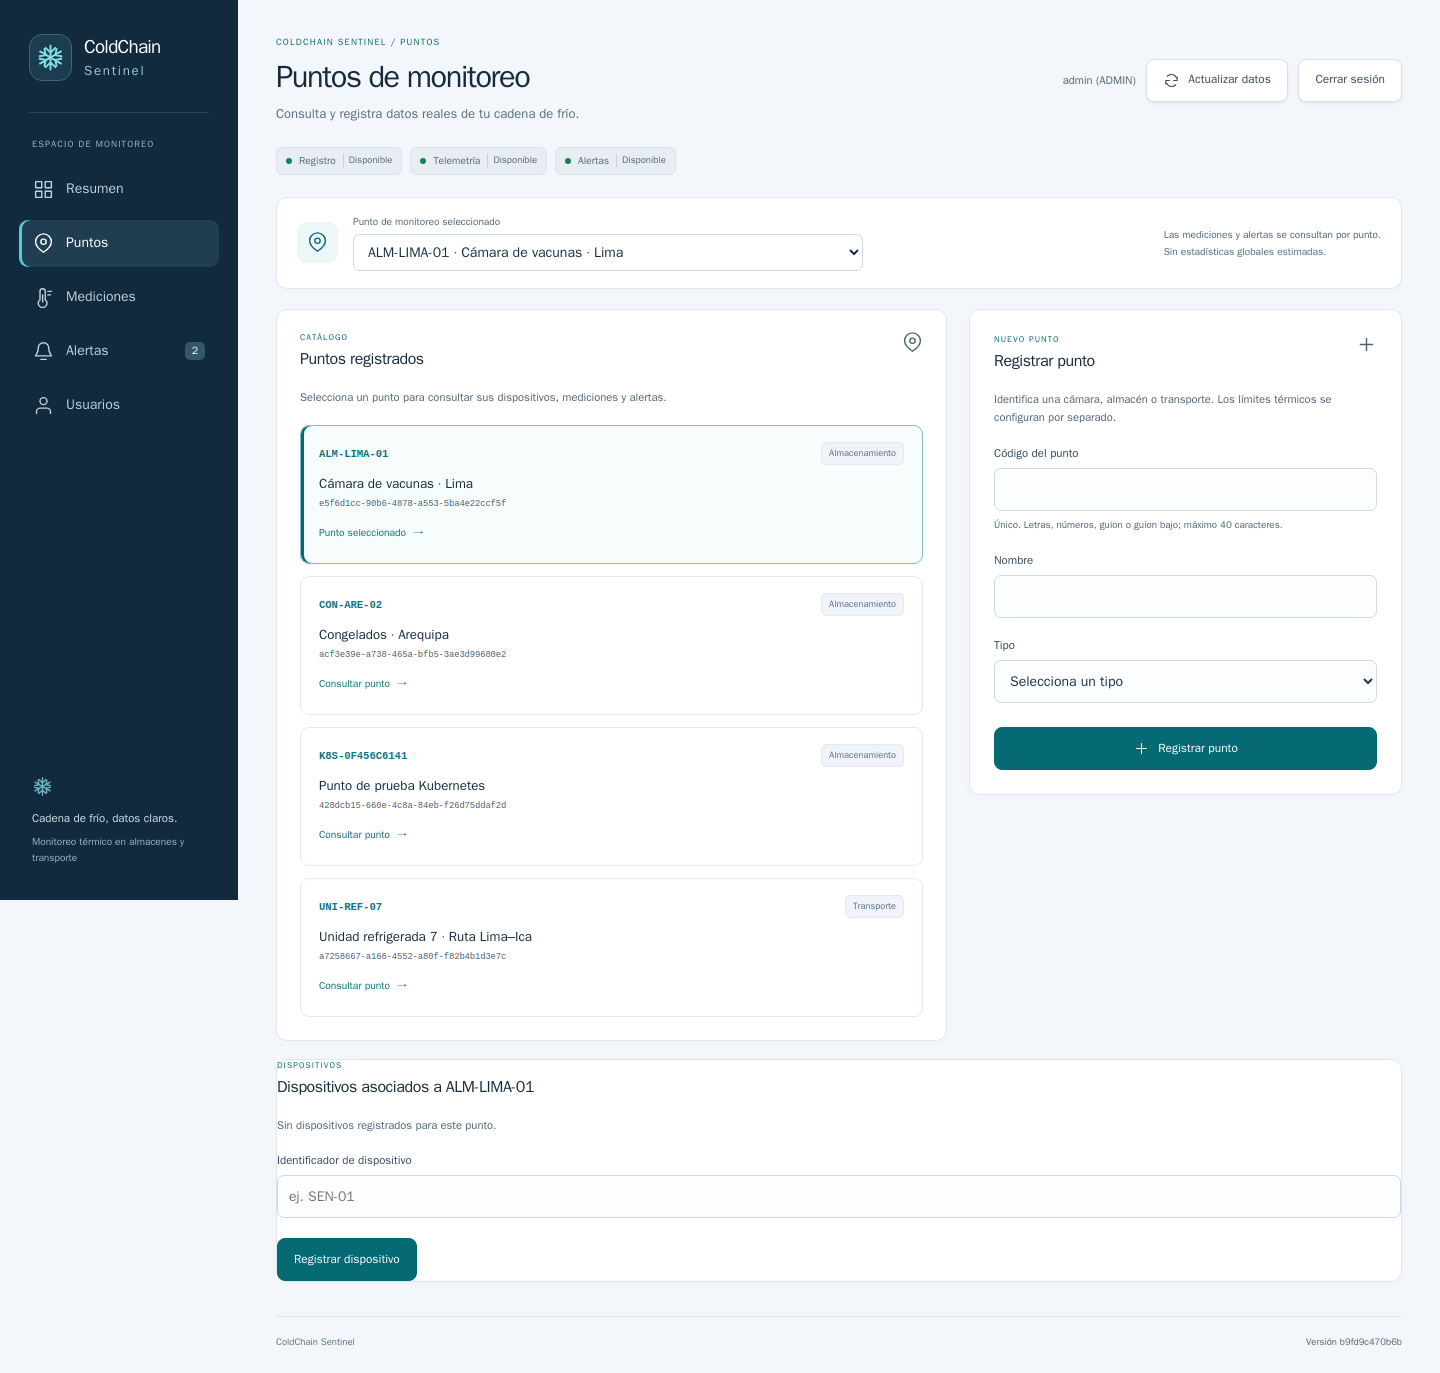 ColdChain
Sentinel
ESPACIO DE MONITOREO
Resumen
Puntos
Mediciones
Alertas 2
Usuarios
Cadena de frío, datos claros.
Monitoreo térmico en almacenes y
transporte
COLDCHAIN SENTINEL / PUNTOS
Puntos de monitoreo
Consulta y registra datos reales de tu cadena de frío.
admin (ADMIN)
Actualizar datos
Cerrar sesión
Registro Disponible
Telemetría Disponible
Alertas Disponible
Punto de monitoreo seleccionado
ALM-LIMA-01 · Cámara de vacunas · Lima
Las mediciones y alertas se consultan por punto.
Sin estadísticas globales estimadas.
CATÁLOGO
Puntos registrados
Selecciona un punto para consultar sus dispositivos, mediciones y alertas.
ALM-LIMA-01 Almacenamiento
Cámara de vacunas · Lima
e5f6d1cc-90b6-4878-a553-5ba4e22ccf5f
Punto seleccionado →
CON-ARE-02 Almacenamiento
Congelados · Arequipa
acf3e39e-a738-465a-bfb5-3ae3d99680e2
Consultar punto →
K8S-0F456C6141 Almacenamiento
Punto de prueba Kubernetes
428dcb15-660e-4c8a-84eb-f26d75ddaf2d
Consultar punto →
UNI-REF-07 Transporte
Unidad refrigerada 7 · Ruta Lima–Ica
a7258667-a166-4552-a80f-f82b4b1d3e7c
Consultar punto →
NUEVO PUNTO
Registrar punto
Identifica una cámara, almacén o transporte. Los límites térmicos se
configuran por separado.
Código del punto
Único. Letras, números, guion o guion bajo; máximo 40 caracteres.
Nombre
Tipo
Selecciona un tipo
Registrar punto
DISPOSITIVOS
Dispositivos asociados a ALM-LIMA-01
Sin dispositivos registrados para este punto.
Identificador de dispositivo
ej. SEN-01
Registrar dispositivo
ColdChain Sentinel
Versión b9fd9c470b6b